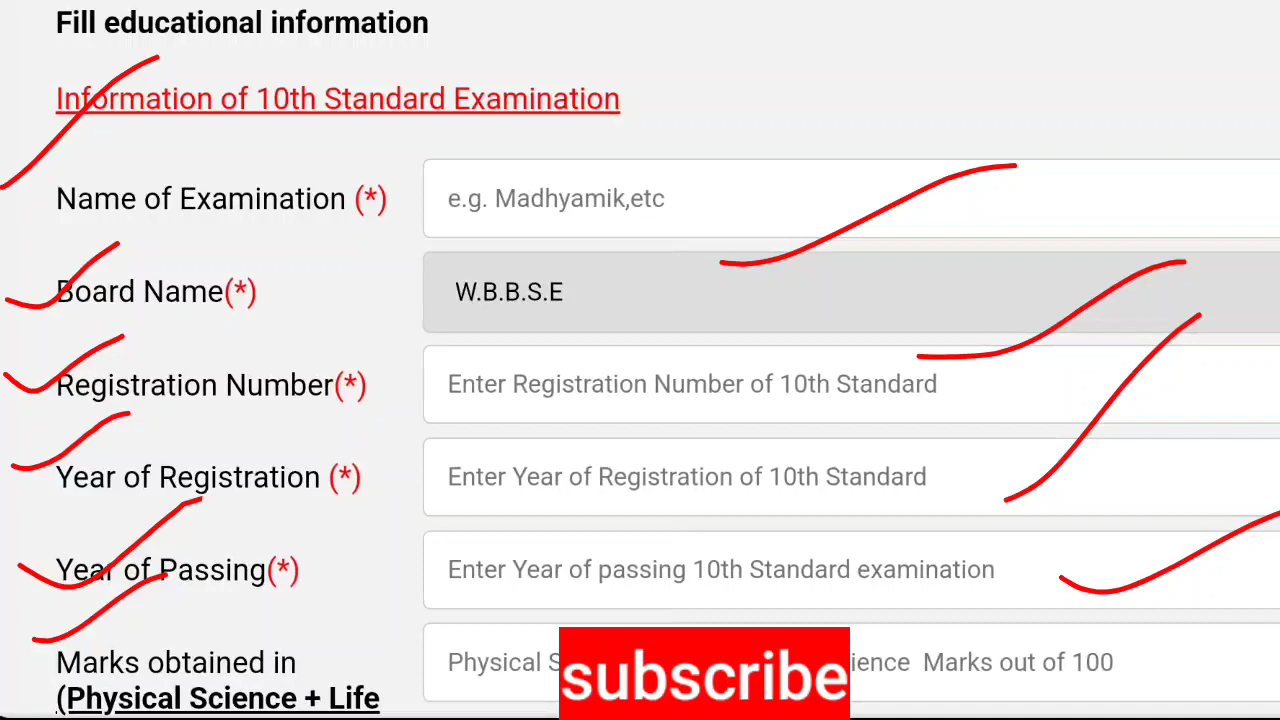 Fill educational information
Information of 10th Standard Examination
Name of Examination (*) e.g. Madhyamik,etc
Board Name(*) W.B.B.S.E
Registration Number(*) Enter Registration Number of 10th Standard
Year of Registration (*) Enter Year of Registration of 10th Standard
Year of Passing(*) Enter Year of passing 10th Standard examination
Marks obtained in Physical ience Marks out of 100
(Physical Science + Life
subscribe